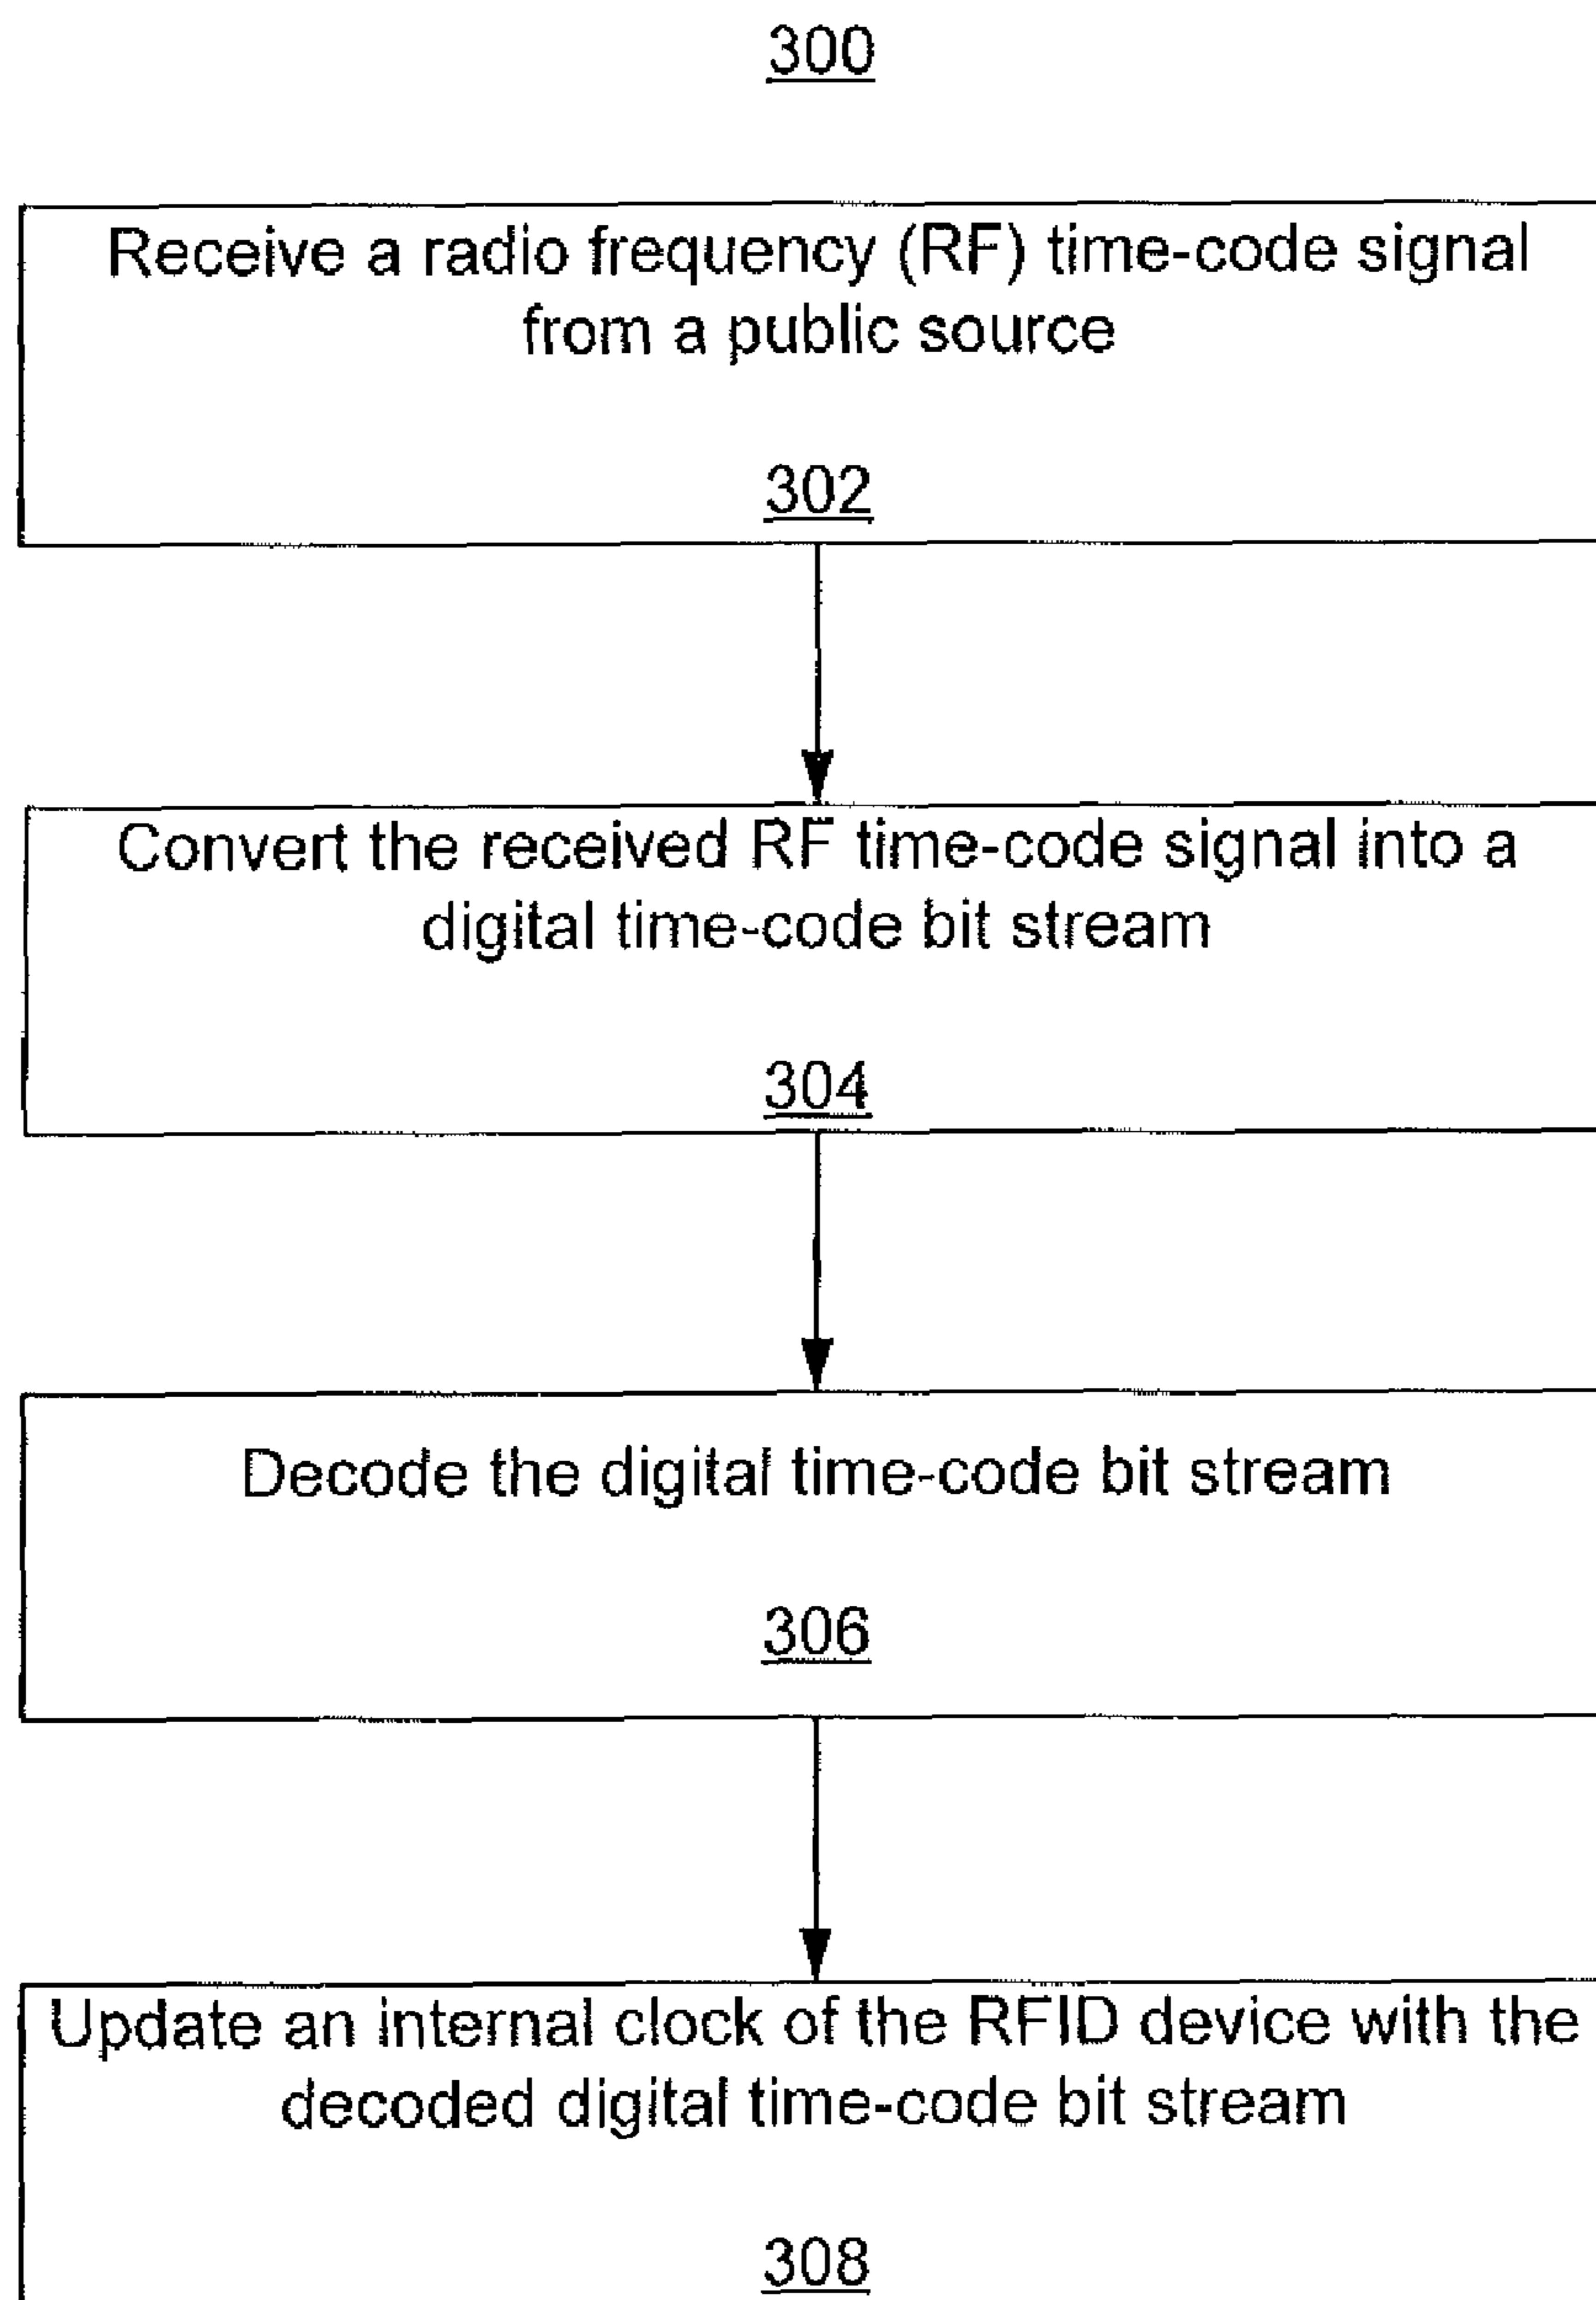 300
Receive a radio frequency (RF) time-code signal
from a public source
302
Convert the received RF time-code signal into a
digital time-code bit stream
304
Decode the digital time-code bit stream
306
Update an internal clock of the RFID device with the
decoded digital time-code bit stream
308